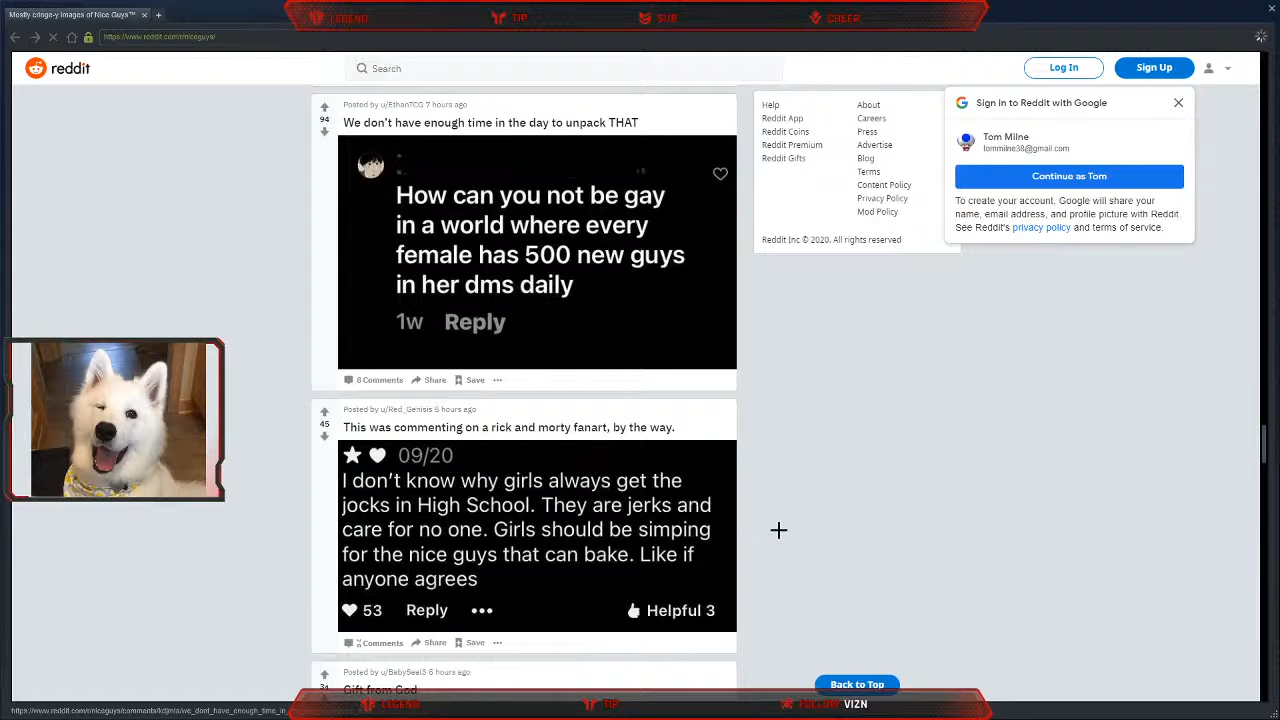 Mostly cringe-y images of Nice Guys™
LEGEND
TIP
SUB
CHEER
https://www.reddit.com/r/niceguys/
reddit
Search
Log In
Sign Up
Posted by u/EthanTCG 7 hours ago
94
We don't have enough time in the day to unpack THAT
How can you not be gay
in a world where every
female has 500 new guys
in her dms daily
1w Reply
8 Comments Share Save
Posted by u/Red_Genisis 5 hours ago
45
This was commenting on a rick and morty fanart, by the way.
09/20
I don't know why girls always get the
jocks in High School. They are jerks and
care for no one. Girls should be simping
for the nice guys that can bake. Like if
anyone agrees
53 Reply
Helpful 3
Comments Share Save
Posted by u/BabySeal3 6 hours ago
Gift from God
Help
Reddit App
Reddit Coins
Reddit Premium
Reddit Gifts
About
Careers
Press
Advertise
Blog
Terms
Content Policy
Privacy Policy
Mod Policy
Reddit Inc © 2020. All rights reserved
Sign in to Reddit with Google
Tom Milne
tommilne38@gmail.com
Continue as Tom
To create your account, Google will share your
name, email address, and profile picture with Reddit.
See Reddit's privacy policy and terms of service.
Back to Top
LEGEND
TIP
FOLLOW VIZN
https://www.reddit.com/r/niceguys/comments/kdjmla/we_dont_have_enough_time_in_